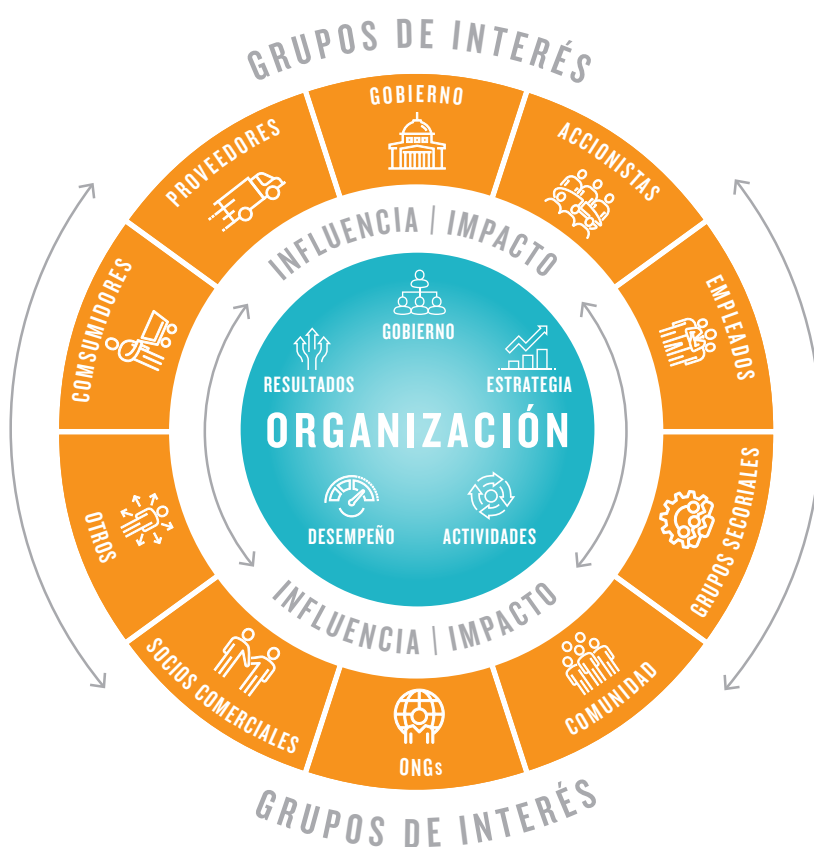 GRUPOS DE INTERÉS
GOBIERNO
ACCIONISTAS
EMPLEADOS
GRUPOS SECORIALES
COMUNIDAD
ONGs
SOCIOS COMERCIALES
OTROS
COMSUMIDORES
PROVEEDORES
INFLUENCIA | IMPACTO
GOBIERNO
RESULTADOS
ESTRATEGIA
ORGANIZACIÓN
DESEMPEÑO
ACTIVIDADES
INFLUENCIA | IMPACTO
GRUPOS DE INTERÉS